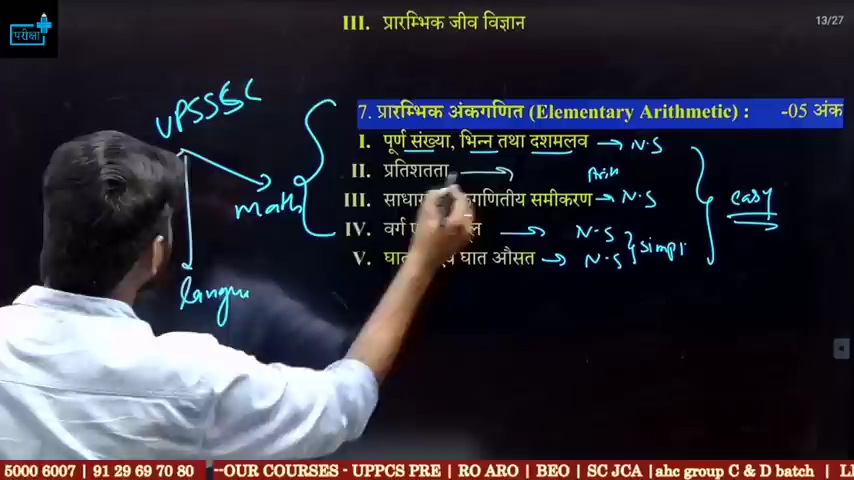 III. प्रारम्भिक जीव विज्ञान
13/27
परीक्षा
UPSSSC
7. प्रारम्भिक अंकगणित (Elementary Arithmetic) : -05 अंक
I. पूर्ण संख्या, भिन्न तथा दशमलव → N.S
II. प्रतिशतता →
III. गणितीय समीकरण → N.S
easy
Math
IV. वर्ग → N.S
V. घात घात औसत → N.S
Simpl
5000 6007 | 91 29 69 70 80 --OUR COURSES - UPPCS PRE | RO ARO | BEO | SC JCA |ahc group C & D batch |